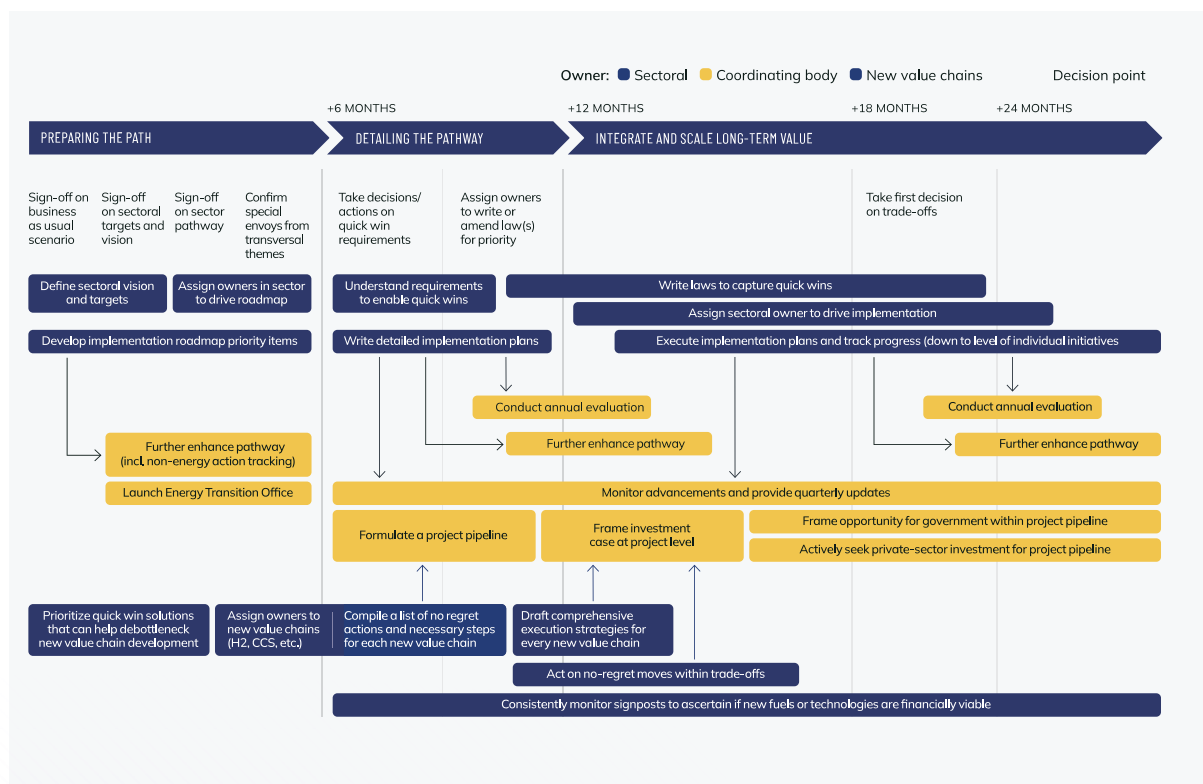 Owner: Sectoral Coordinating body New value chains Decision point
+6 MONTHS
+12 MONTHS
+18 MONTHS
+24 MONTHS
PREPARING THE PATH
DETAILING THE PATHWAY
INTEGRATE AND SCALE LONG-TERM VALUE
Sign-off on
business
as usual
scenario
Sign-off
on sectoral
targets and
vision
Sign-off
on sector
pathway
Confirm
special
envoys from
transversal
themes
Take decisions/
actions on
quick win
requirements
Assign owners
to write or
amend law(s)
for priority
Take first decision
on trade-offs
Define sectoral vision
and targets
Assign owners in sector
to drive roadmap
Understand requirements
to enable quick wins
Write laws to capture quick wins
Assign sectoral owner to drive implementation
Develop implementation roadmap priority items
Write detailed implementation plans
Execute implementation plans and track progress (down to level of individual initiatives
Conduct annual evaluation
Conduct annual evaluation
Further enhance pathway
(incl, non-energy action tracking)
Further enhance pathway
Further enhance pathway
Launch Energy Transition Office
Monitor advancements and provide quarterly updates
Formulate a project pipeline
Frame investment
case at project level
Frame opportunity for government within project pipeline
Actively seek private-sector investment for project pipeline
Prioritize quick win solutions
that can help debottleneck
new value chain development
Assign owners to
new value chains
(H2, CCS, etc.)
Compile a list of no regret
actions and necessary steps
for each new value chain
Draft comprehensive
execution strategies for
every new value chain
Act on no-regret moves within trade-offs
Consistently monitor signposts to ascertain if new fuels or technologies are financially viable